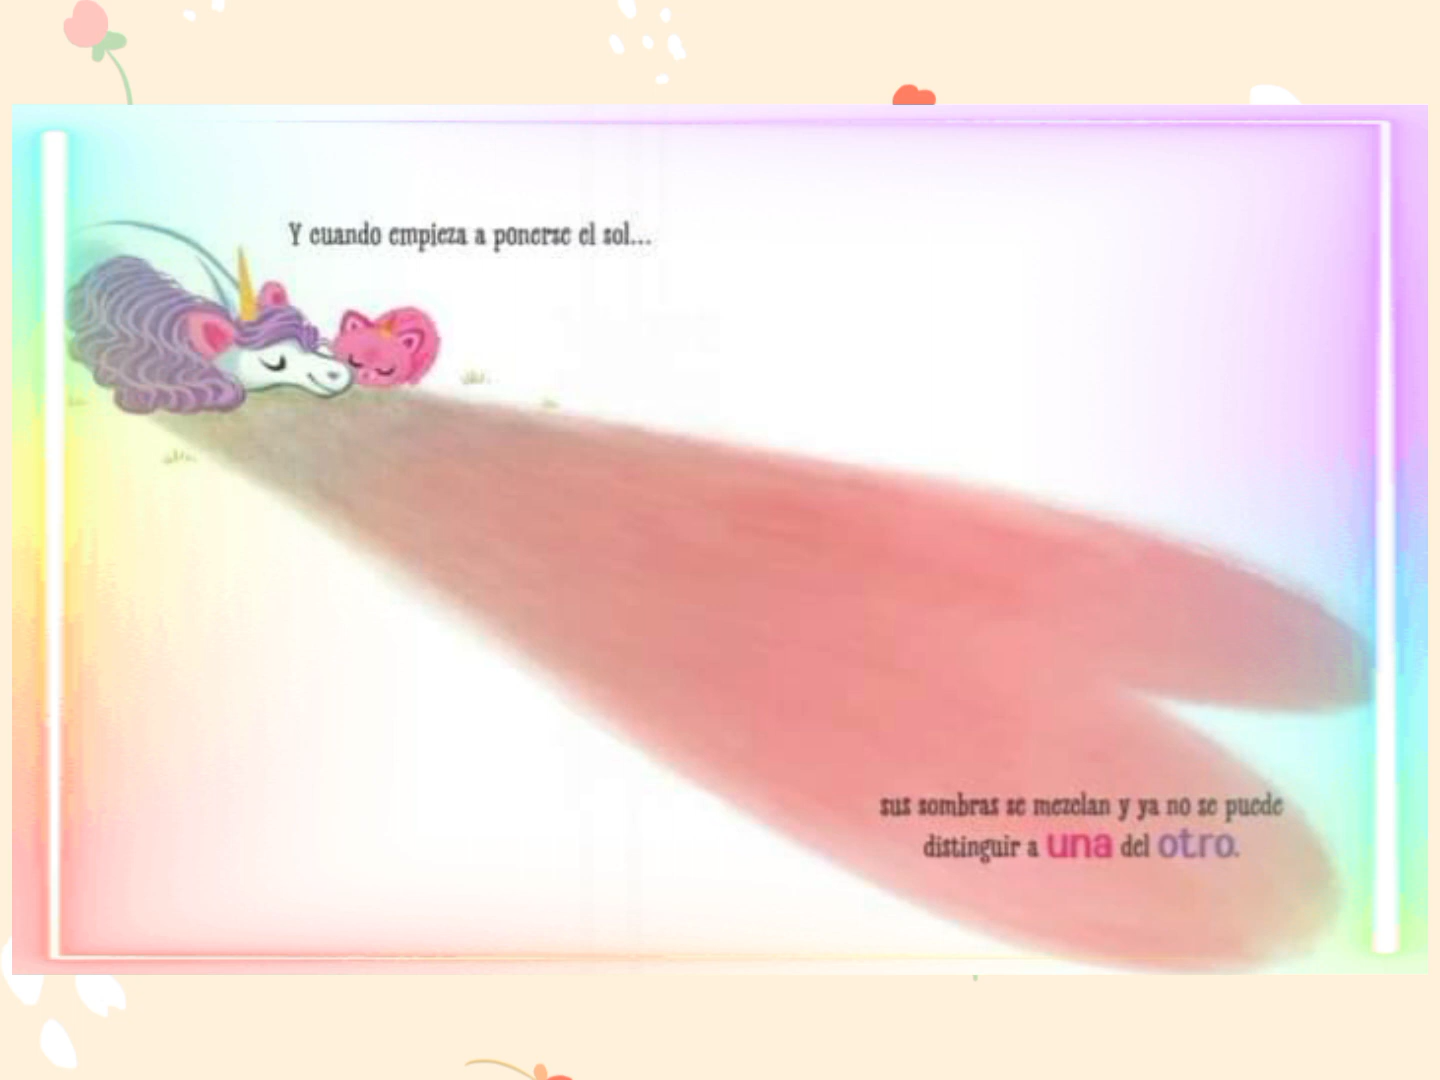 Y cuando empieza a ponerse el sol...
sus sombras se mezclan y ya no se puede
distinguir a una del otro.